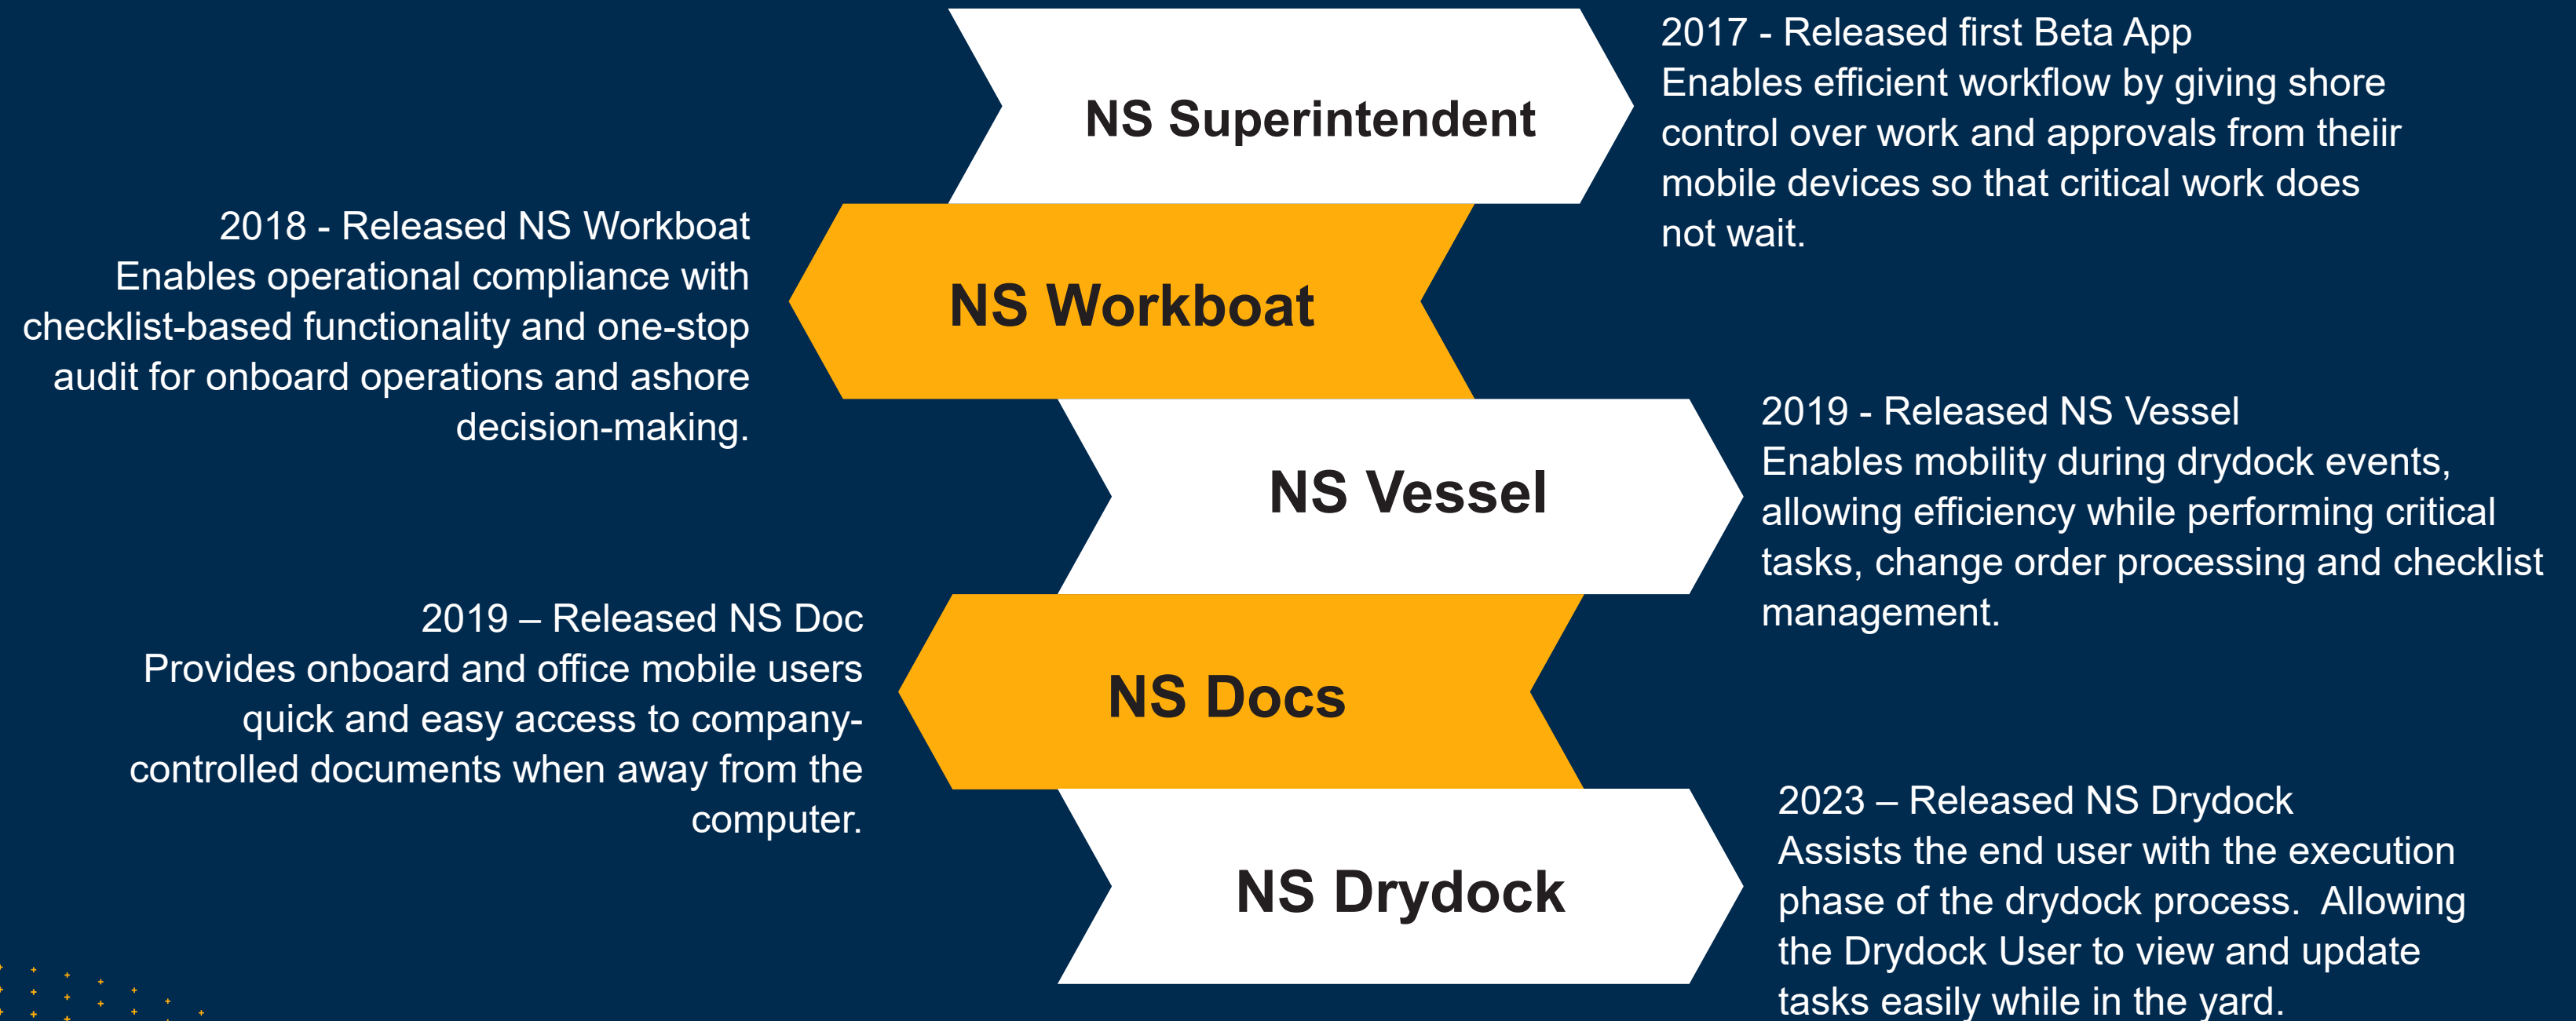 NS Superintendent
2017 - Released first Beta App
Enables efficient workflow by giving shore
control over work and approvals from theiir
mobile devices so that critical work does
not wait.
2018 - Released NS Workboat
Enables operational compliance with
checklist-based functionality and one-stop
audit for onboard operations and ashore
decision-making.
NS Workboat
NS Vessel
2019 - Released NS Vessel
Enables mobility during drydock events,
allowing efficiency while performing critical
tasks, change order processing and checklist
management.
2019 – Released NS Doc
Provides onboard and office mobile users
quick and easy access to company-
controlled documents when away from the
computer.
NS Docs
NS Drydock
2023 – Released NS Drydock
Assists the end user with the execution
phase of the drydock process.  Allowing
the Drydock User to view and update
tasks easily while in the yard.